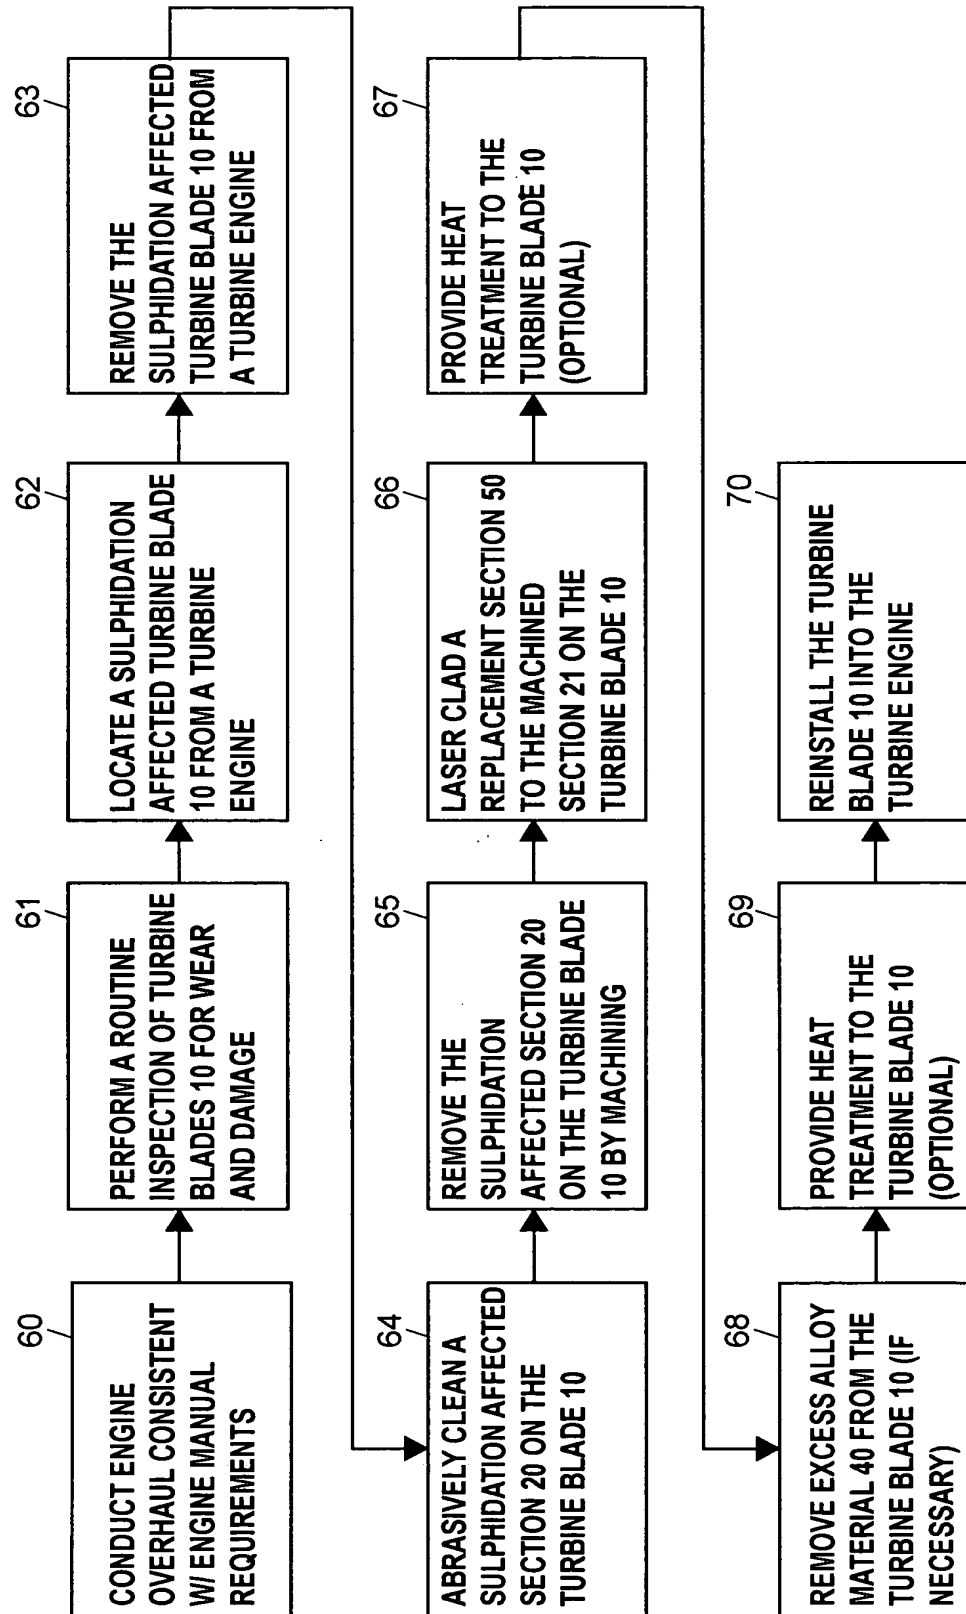 60
CONDUCT ENGINE
OVERHAUL CONSISTENT
W/ ENGINE MANUAL
REQUIREMENTS
61
PERFORM A ROUTINE
INSPECTION OF TURBINE
BLADES 10 FOR WEAR
AND DAMAGE
62
LOCATE A SULPHIDATION
AFFECTED TURBINE BLADE
10 FROM A TURBINE
ENGINE
63
REMOVE THE
SULPHIDATION AFFECTED
TURBINE BLADE 10 FROM
A TURBINE ENGINE
64
ABRASIVELY CLEAN A
SULPHIDATION AFFECTED
SECTION 20 ON THE
TURBINE BLADE 10
65
REMOVE THE
SULPHIDATION
AFFECTED SECTION 20
ON THE TURBINE BLADE
10 BY MACHINING
66
LASER CLAD A
REPLACEMENT SECTION 50
TO THE MACHINED
SECTION 21 ON THE
TURBINE BLADE 10
67
PROVIDE HEAT
TREATMENT TO THE
TURBINE BLADE 10
(OPTIONAL)
68
REMOVE EXCESS ALLOY
MATERIAL 40 FROM THE
TURBINE BLADE 10 (IF
NECESSARY)
69
PROVIDE HEAT
TREATMENT TO THE
TURBINE BLADE 10
(OPTIONAL)
70
REINSTALL THE TURBINE
BLADE 10 INTO THE
TURBINE ENGINE